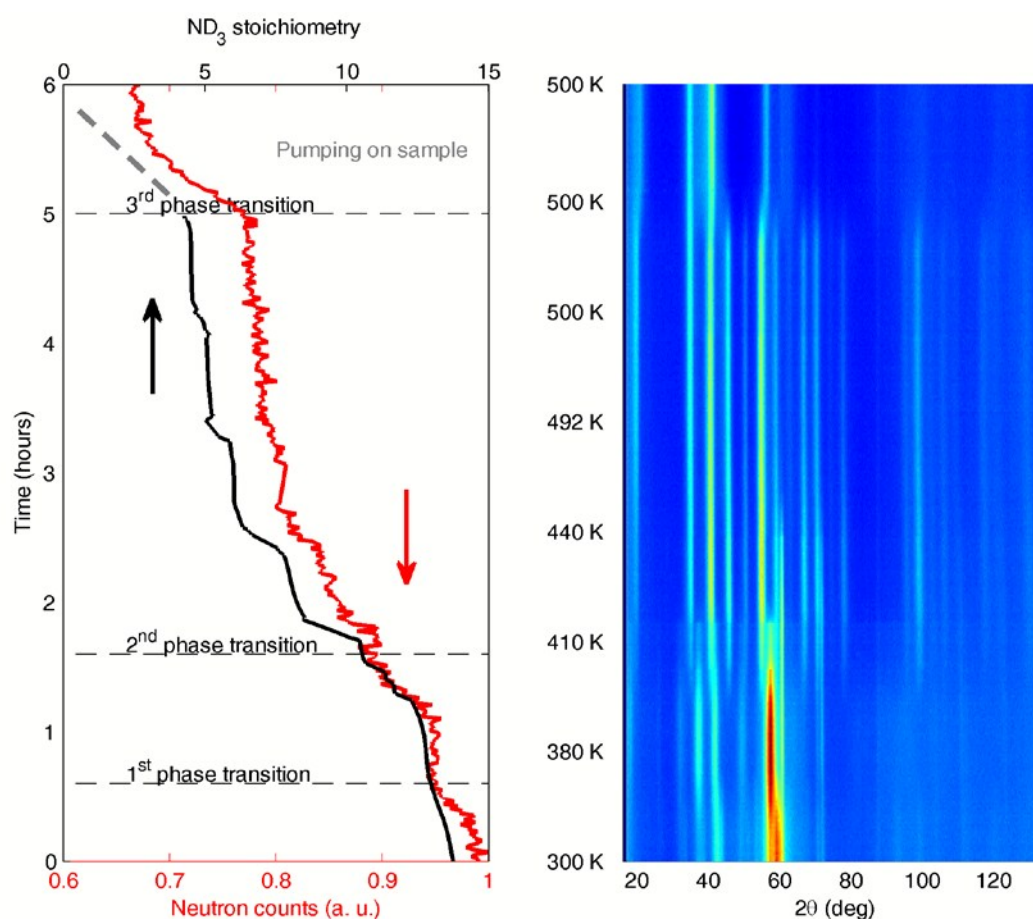 ND3 stoichiometry
0 5 10 15
6
5
4
3
2
1
0
Time (hours)
Pumping on sample
3rd phase transition
2nd phase transition
1st phase transition
0.6 0.7 0.8 0.9 1
Neutron counts (a. u.)
500 K
500 K
500 K
492 K
440 K
410 K
380 K
300 K
20 40 60 80 100 120
2θ (deg)